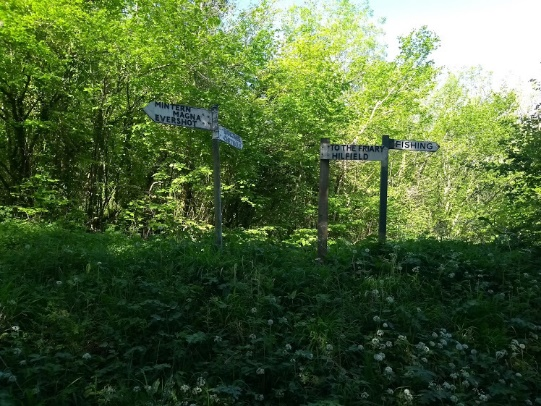 MINTERN
MAGNA
EVERSHOT
TO THE FRIARY
HILFIELD
FISHING